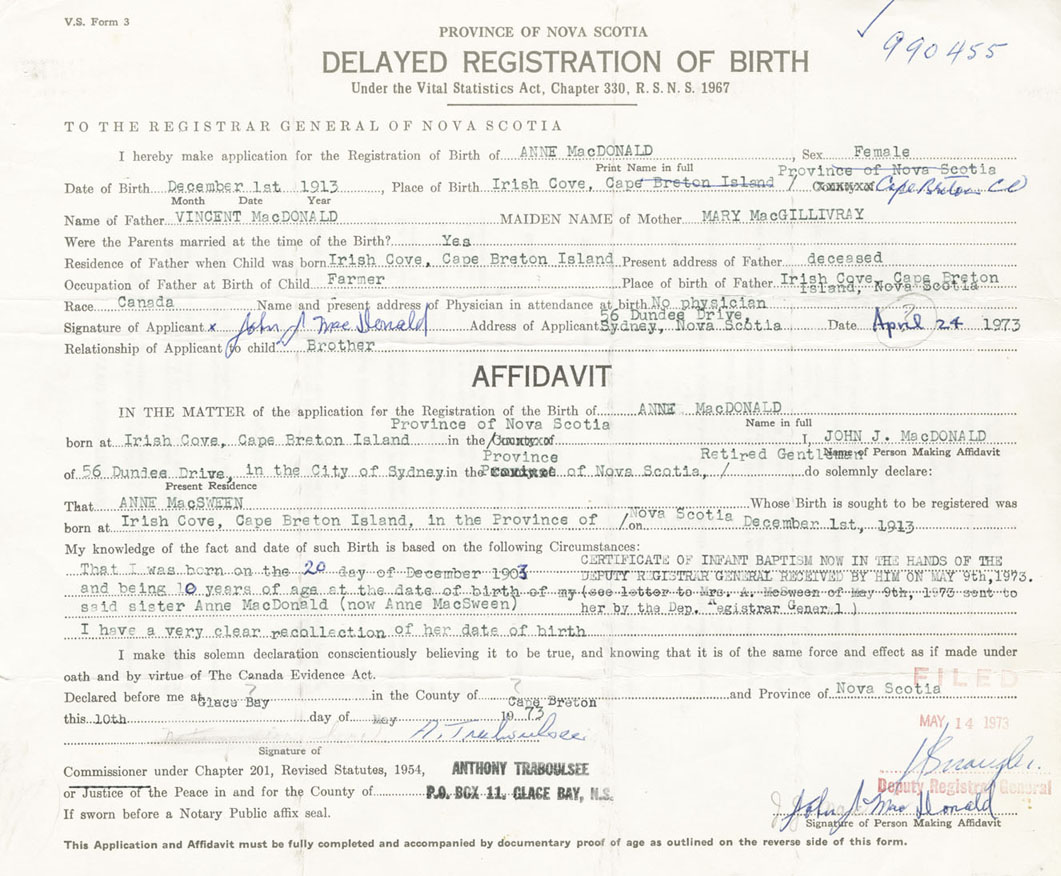 V.S. Form 3
990455
PROVINCE OF NOVA SCOTIA
DELAYED REGISTRATION OF BIRTH
Under the Vital Statistics Act, Chapter 330, R.S.N.S. 1967
TO THE REGISTRAR GENERAL OF NOVA SCOTIA
I hereby make application for the Registration of Birth of ANNE MacDONALD, Sex Female
Print Name in full
Province of Nova Scotia
Date of Birth December 1st 1913, Place of Birth Irish Cove, Cape Breton Island / Cape Breton CO
Month Date Year
Name of Father VINCENT MacDONALD MAIDEN NAME of Mother MARY MacGILLIVRAY
Were the Parents married at the time of the Birth? Yes
Residence of Father when Child was born Irish Cove, Cape Breton Island Present address of Father deceased
Occupation of Father at Birth of Child Farmer Place of birth of Father Irish Cove, Cape Breton
Island, Nova Scotia
Race Canada Name and present address of Physician in attendance at birth No physician
56 Dundee Drive,
Signature of Applicant x John J MacDonald Address of Applicant Sydney, Nova Scotia Date April 24 1973
Relationship of Applicant to child Brother
AFFIDAVIT
IN THE MATTER of the application for the Registration of the Birth of ANNE MacDONALD
Province of Nova Scotia
Name in full
born at Irish Cove, Cape Breton Island in the / County of I, JOHN J. MacDONALD
Province Retired Gentlemen
Name of Person Making Affidavit
of 56 Dundee Drive, in the City of Sydney in the of Nova Scotia, / do solemnly declare:
Present Residence
That ANNE MacSWEEN Whose Birth is sought to be registered was
born at Irish Cove, Cape Breton Island, in the Province of / Nova Scotia on December 1st, 1913
My knowledge of the fact and date of such Birth is based on the following Circumstances:
That I was born on the 20 day of December 1903 CERTIFICATE OF INFANT BAPTISM NOW IN THE HANDS OF THE
DEPUTY REGISTRAR GENERAL RECEIVED BY HIM ON MAY 9th, 1973.
and being 10 years of age at the date of birth of my (see letter to Mrs. A. McSween of May 9th, 1973 sent to
said sister Anne MacDonald (now Anne MacSween) her by the Dep. Registrar General)
I have a very clear recollection of her date of birth
I make this solemn declaration conscientiously believing it to be true, and knowing that it is of the same force and effect as if made under
oath and by virtue of The Canada Evidence Act.
FILED
Declared before me at Glace Bay in the County of Cape Breton and Province of Nova Scotia
this 10th day of May 1973
MAY 14 1973
A. Traboulsee
Signature of
Commissioner under Chapter 201, Revised Statutes, 1954, ANTHONY TRABOULSEE
Deputy Registrar General
or Justice of the Peace in and for the County of P.O. BOX 11, GLACE BAY, N.S.
John J MacDonald
If sworn before a Notary Public affix seal.
Signature of Person Making Affidavit
This Application and Affidavit must be fully completed and accompanied by documentary proof of age as outlined on the reverse side of this form.